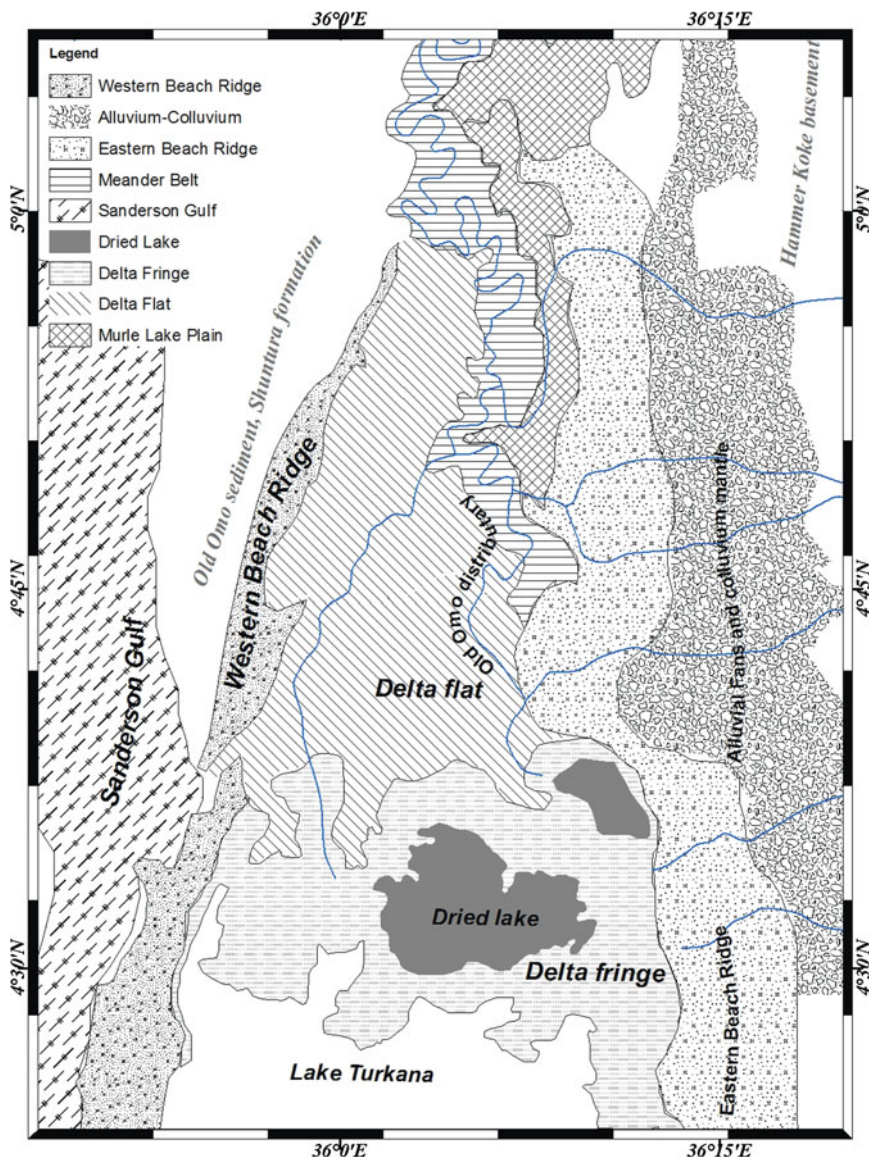 36°0'E
36°15'E
Legend
Western Beach Ridge
Alluvium-Colluvium
Eastern Beach Ridge
Meander Belt
Sanderson Gulf
Dried Lake
Delta Fringe
Delta Flat
Murle Lake Plain
Hammer Koke basement
5°0'N
5°0'N
Old Omo sediment, Shuntura formation
Western Beach Ridge
Old Omo distributary
Alluvial Fans and colluvium mantle
4°45'N
4°45'N
Sanderson Gulf
Delta flat
Dried lake
Delta fringe
4°30'N
4°30'N
Eastern Beach Ridge
Lake Turkana
36°0'E
36°15'E